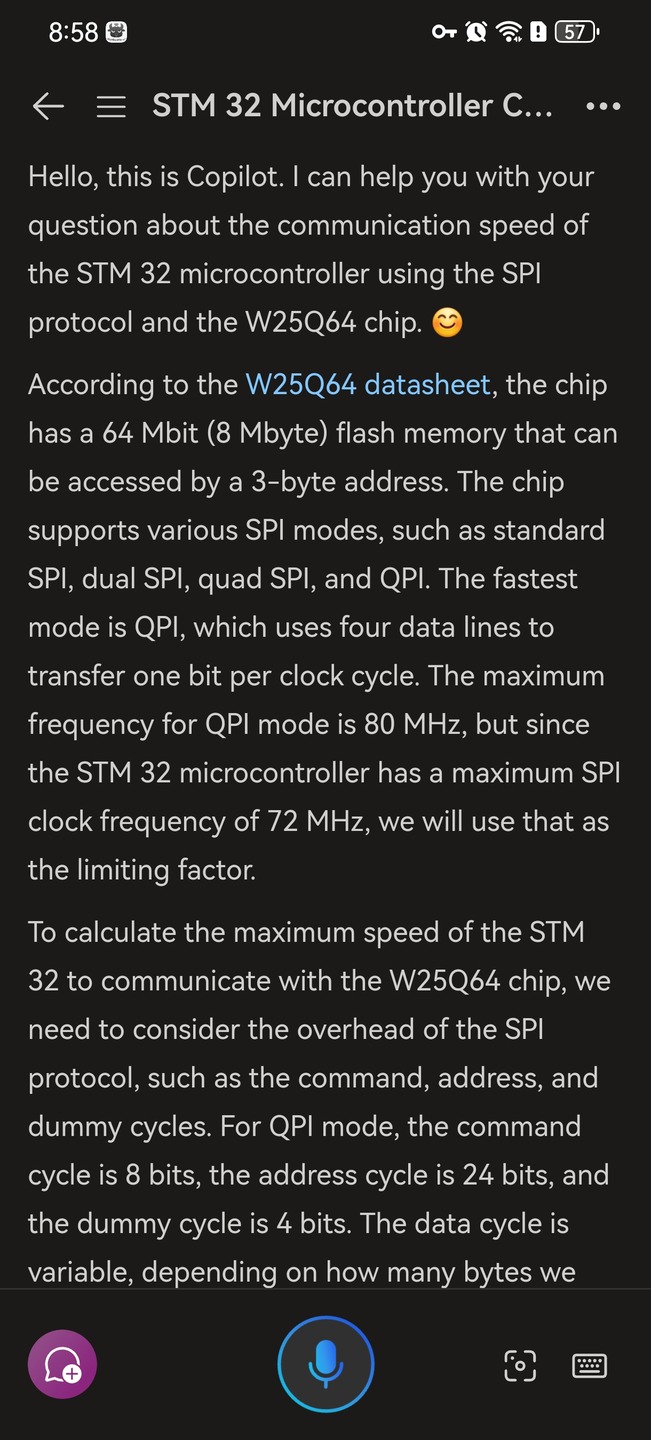 8:58
57
STM 32 Microcontroller C...
Hello, this is Copilot. I can help you with your
question about the communication speed of
the STM 32 microcontroller using the SPI
protocol and the W25Q64 chip. 😊
According to the W25Q64 datasheet, the chip
has a 64 Mbit (8 Mbyte) flash memory that can
be accessed by a 3-byte address. The chip
supports various SPI modes, such as standard
SPI, dual SPI, quad SPI, and QPI. The fastest
mode is QPI, which uses four data lines to
transfer one bit per clock cycle. The maximum
frequency for QPI mode is 80 MHz, but since
the STM 32 microcontroller has a maximum SPI
clock frequency of 72 MHz, we will use that as
the limiting factor.
To calculate the maximum speed of the STM
32 to communicate with the W25Q64 chip, we
need to consider the overhead of the SPI
protocol, such as the command, address, and
dummy cycles. For QPI mode, the command
cycle is 8 bits, the address cycle is 24 bits, and
the dummy cycle is 4 bits. The data cycle is
variable, depending on how many bytes we